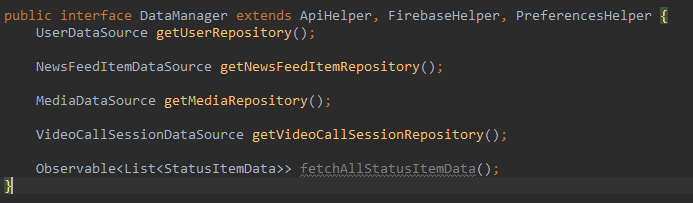 public interface DataManager extends ApiHelper, FirebaseHelper, PreferencesHelper {
UserDataSource getUserRepository();
NewsFeedItemDataSource getNewsFeedItemRepository();
MediaDataSource getMediaRepository();
VideoCallSessionDataSource getVideoCallSessionRepository();
Observable<List<StatusItemData>> fetchAllStatusItemData();
}